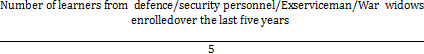 Number of learners from defence/security personnel/Exserviceman/War widows
enrolledover the last five years
5